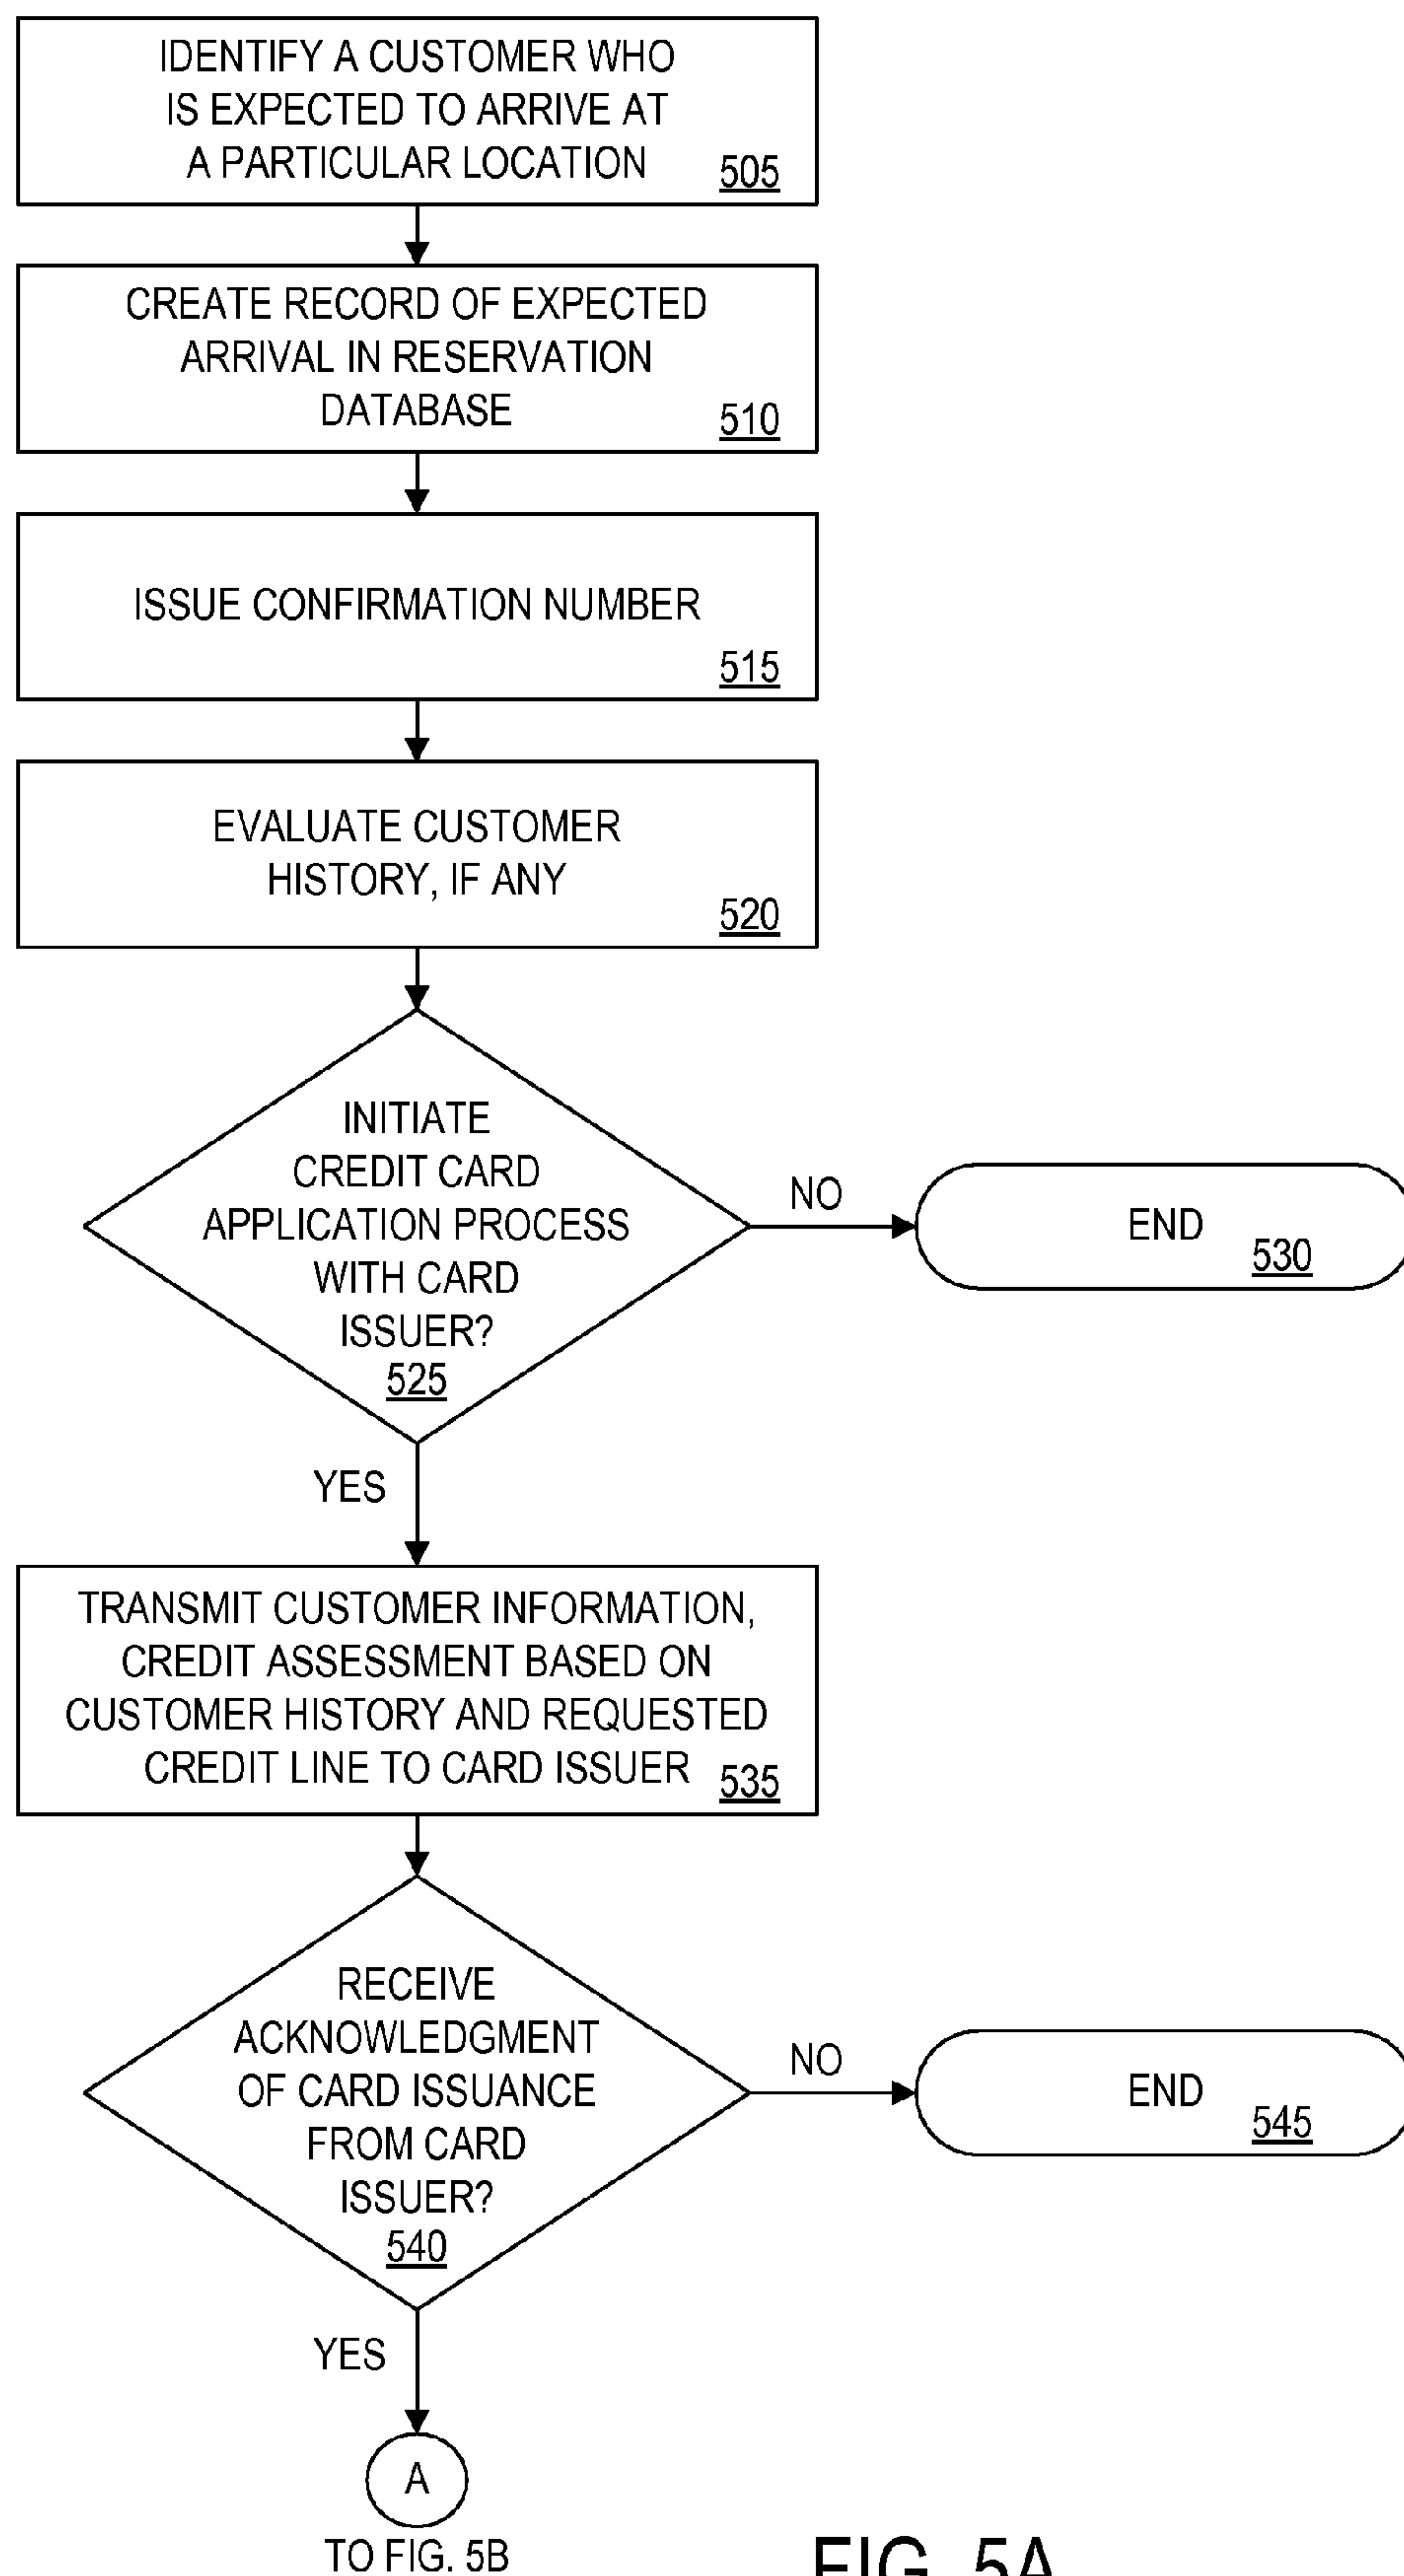 IDENTIFY A CUSTOMER WHO
IS EXPECTED TO ARRIVE AT
A PARTICULAR LOCATION
505
CREATE RECORD OF EXPECTED
ARRIVAL IN RESERVATION
DATABASE
510
ISSUE CONFIRMATION NUMBER
515
EVALUATE CUSTOMER
HISTORY, IF ANY
520
INITIATE
CREDIT CARD
APPLICATION PROCESS
WITH CARD
ISSUER?
525
NO
END
530
YES
TRANSMIT CUSTOMER INFORMATION,
CREDIT ASSESSMENT BASED ON
CUSTOMER HISTORY AND REQUESTED
CREDIT LINE TO CARD ISSUER
535
RECEIVE
ACKNOWLEDGMENT
OF CARD ISSUANCE
FROM CARD
ISSUER?
540
NO
END
545
YES
A
TO FIG. 5B
FIG. 5A